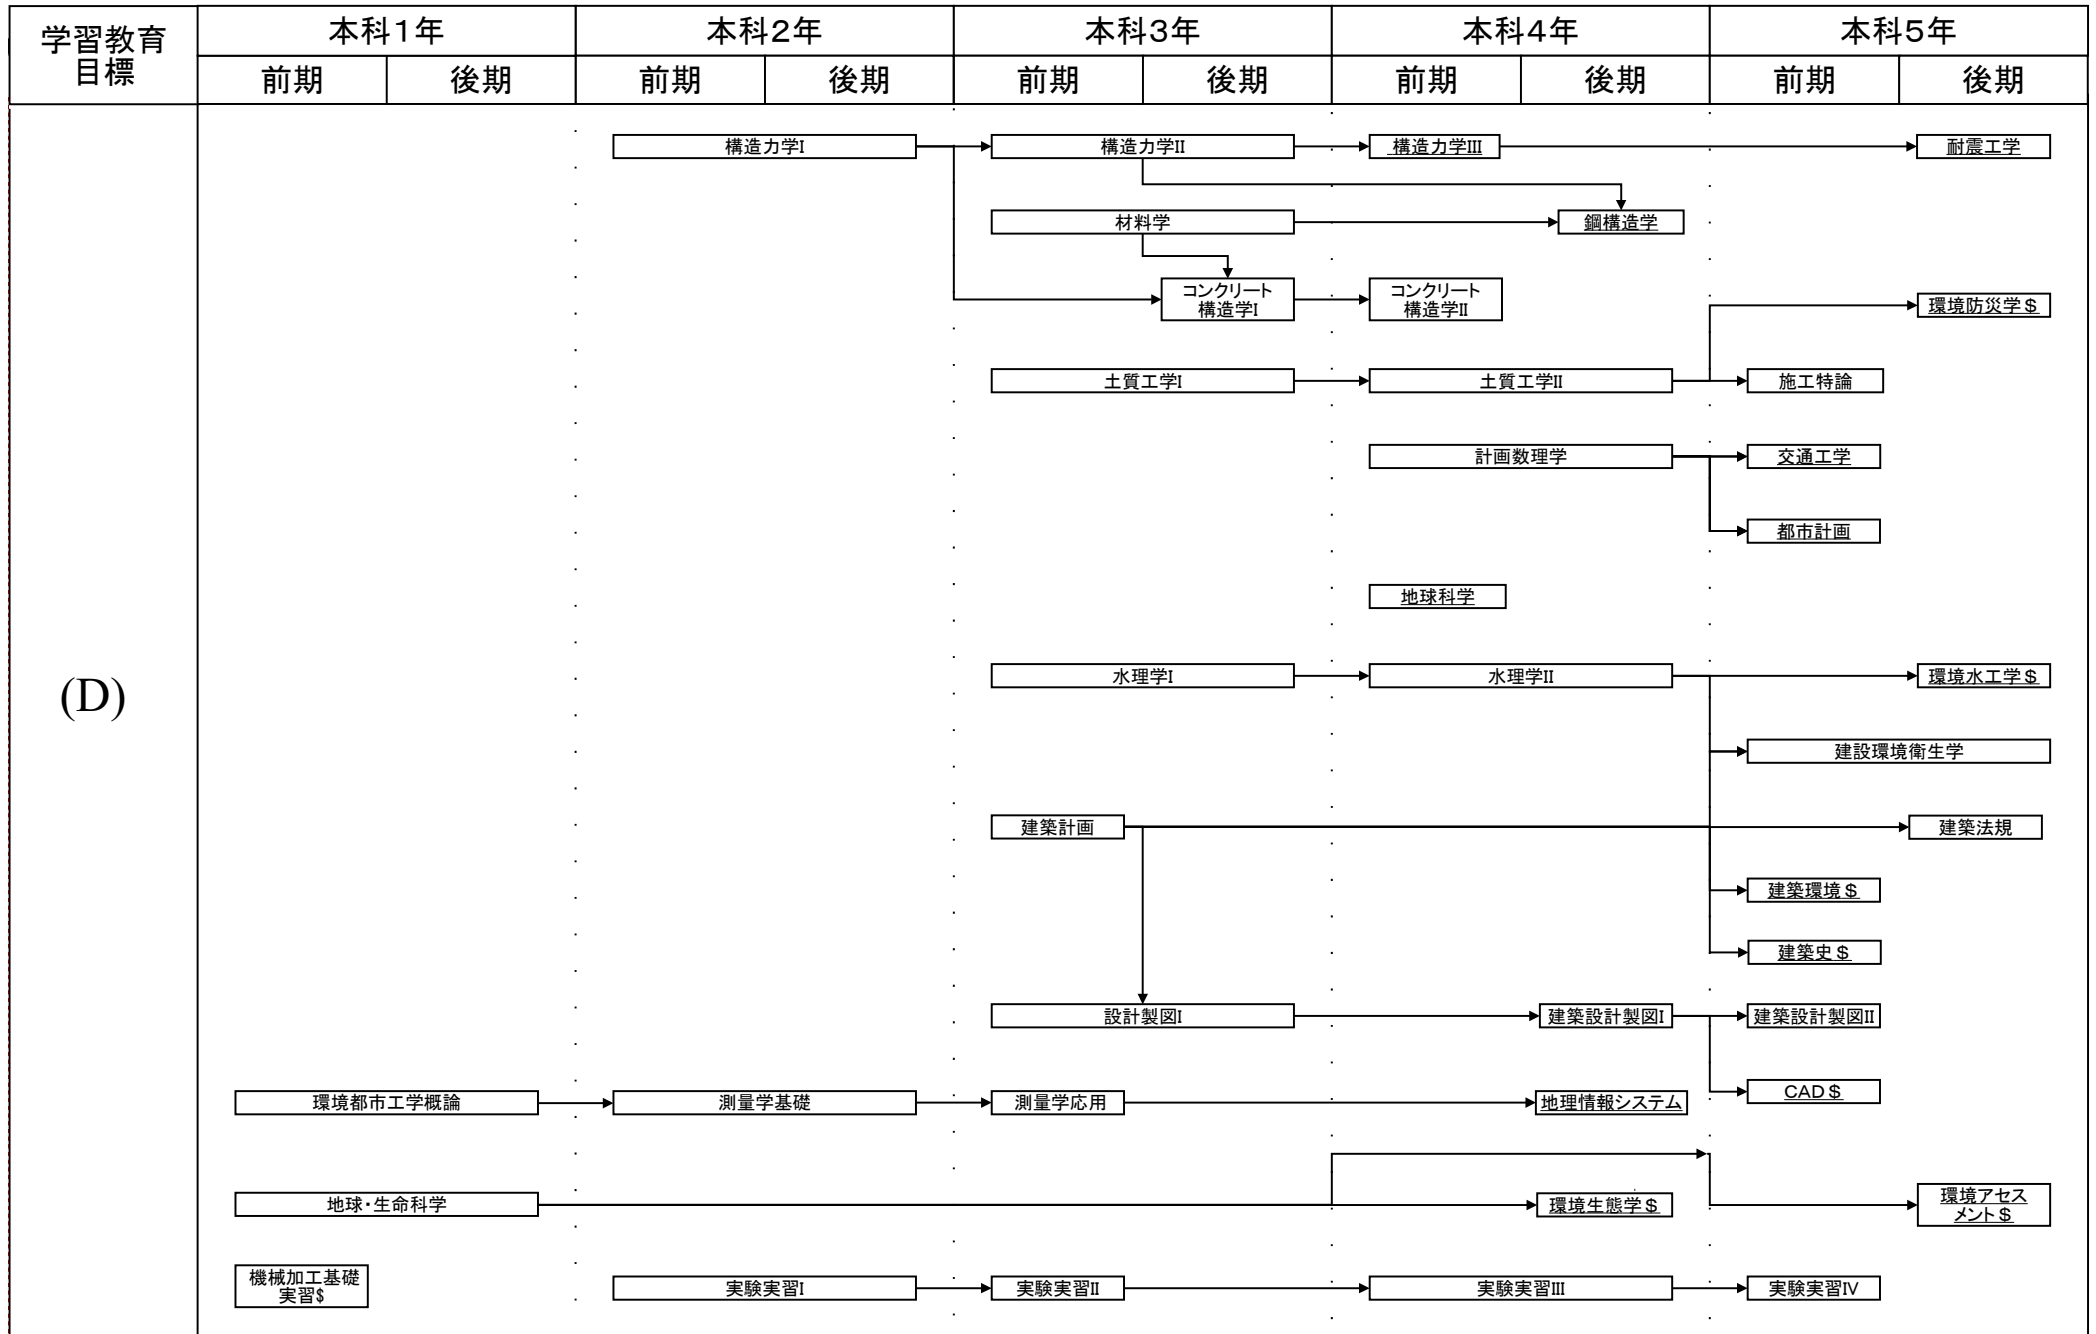 学習教育
目標
本科1年
本科2年
本科3年
本科4年
本科5年
前期
後期
前期
後期
前期
後期
前期
後期
前期
後期
(D)
構造力学I
構造力学II
構造力学III
耐震工学
材料学
鋼構造学
コンクリート
構造学I
コンクリート
構造学II
環境防災学＄
土質工学I
土質工学II
施工特論
計画数理学
交通工学
都市計画
地球科学
水理学I
水理学II
環境水工学＄
建設環境衛生学
建築計画
建築法規
建築環境＄
建築史＄
設計製図I
建築設計製図I
建築設計製図II
CAD＄
環境都市工学概論
測量学基礎
測量学応用
地理情報システム
地球・生命科学
環境生態学＄
環境アセス
メント＄
機械加工基礎
実習$
実験実習I
実験実習II
実験実習III
実験実習IV